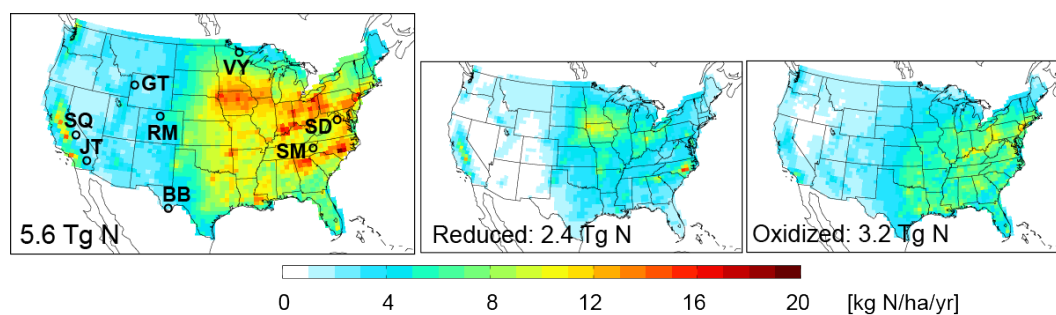 VY
GT
SQ
RM
SD
JT
SM
BB
5.6 Tg N
Reduced: 2.4 Tg N
Oxidized: 3.2 Tg N
0 4 8 12 16 20 [kg N/ha/yr]